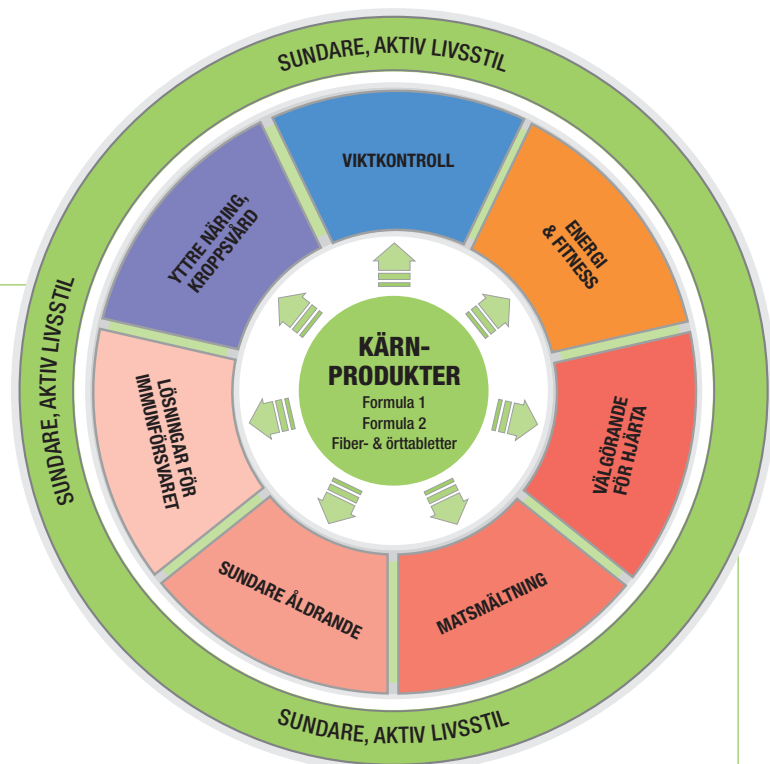 SUNDARE, AKTIV LIVSSTIL
VIKTKONTROLL
ENERGI
& FITNESS
VÄLGÖRANDE
FÖR HJÄRTA
MATSMÄLTNING
SUNDARE ÅLDRANDE
LÖSNINGAR FÖR
IMMUNFÖRSVARET
YTTRE NÄRING,
KROPPSVÅRD
KÄRN-
PRODUKTER
Formula 1
Formula 2
Fiber- & örttabletter
SUNDARE, AKTIV LIVSSTIL
SUNDARE, AKTIV LIVSSTIL